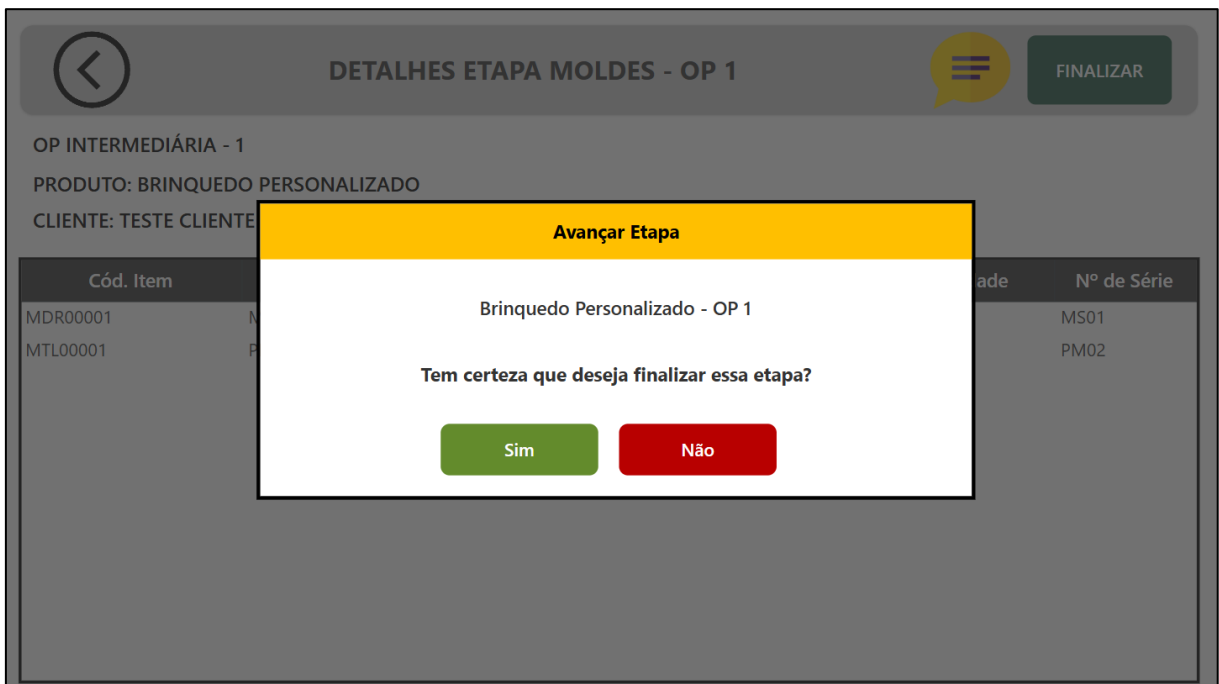 DETALHES ETAPA MOLDES - OP 1
FINALIZAR
OP INTERMEDIÁRIA - 1
PRODUTO: BRINQUEDO PERSONALIZADO
CLIENTE: TESTE CLIENTE
Avançar Etapa
Cód. Item ade Nº de Série
Brinquedo Personalizado - OP 1
MDR00001 M MS01
MTL00001 P PM02
Tem certeza que deseja finalizar essa etapa?
Sim Não